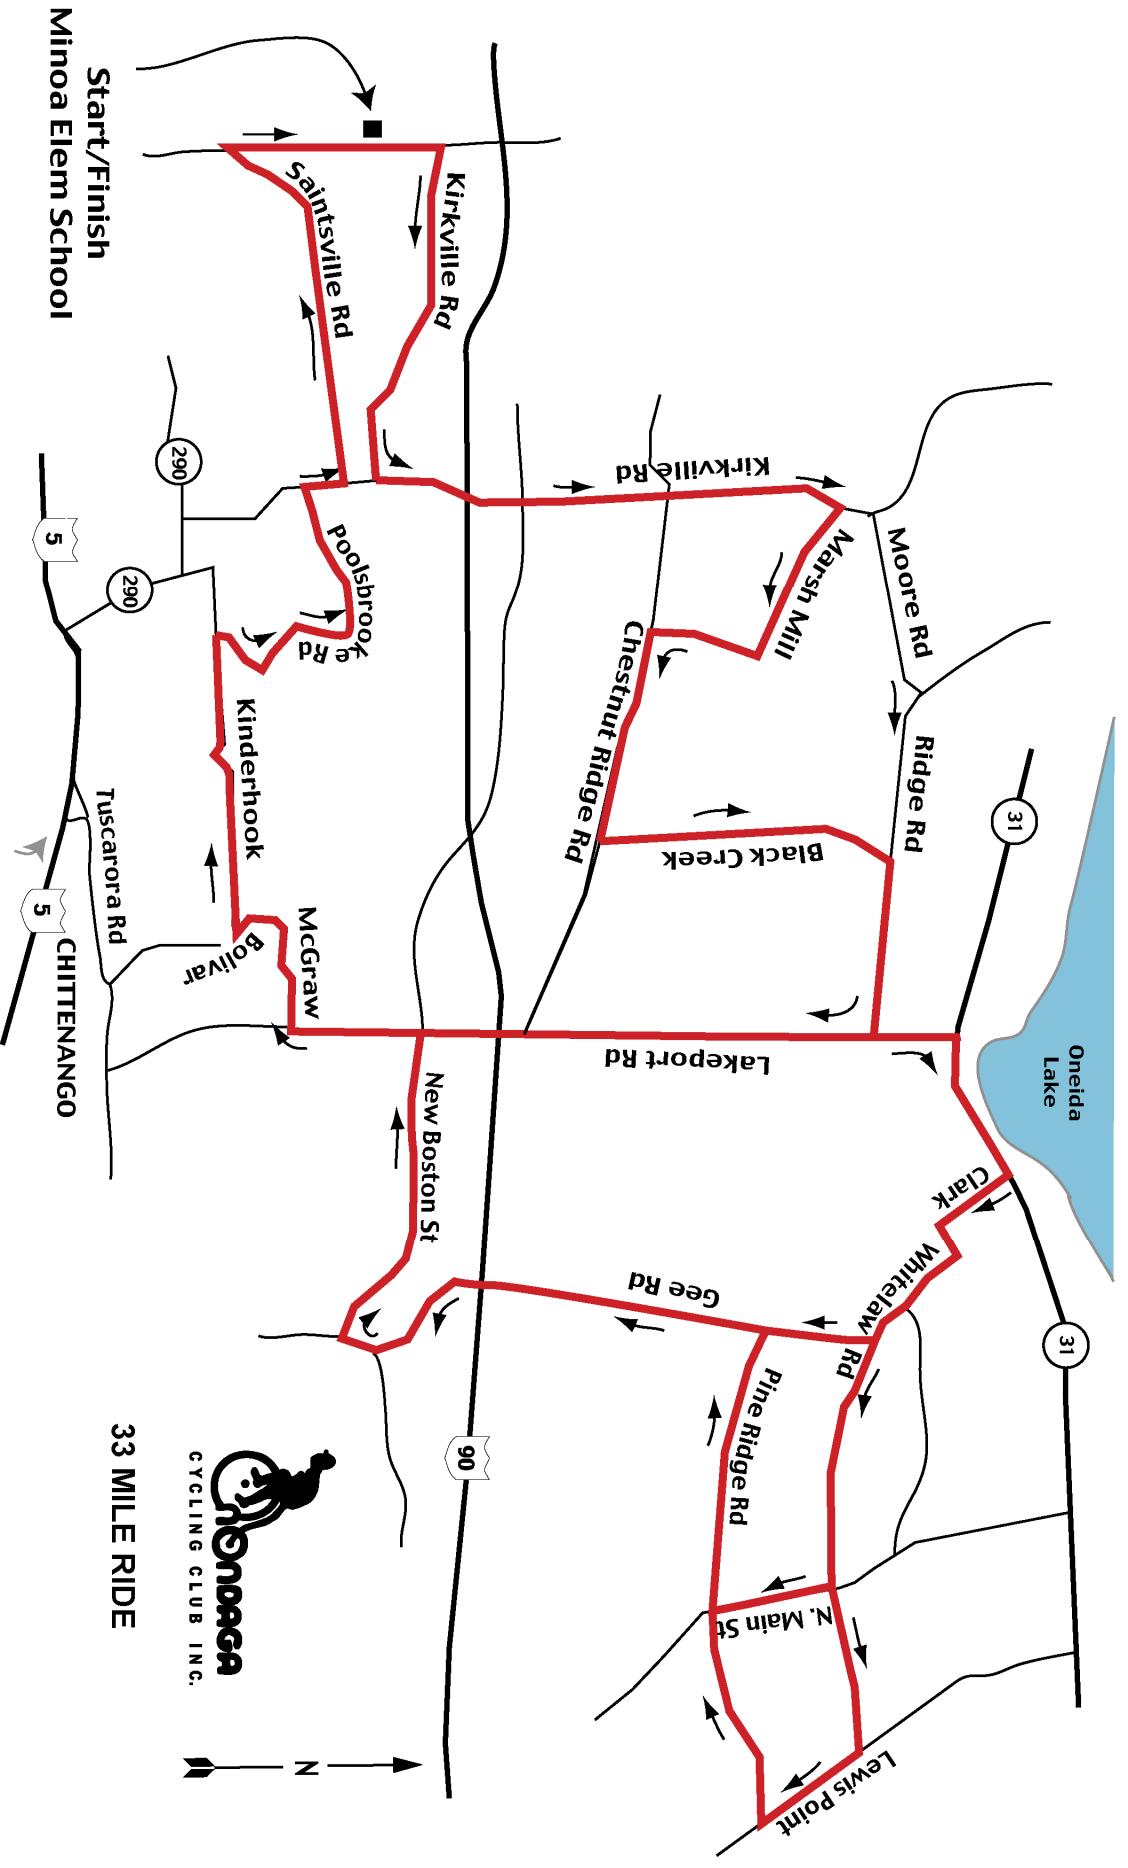 Start/Finish
Minoa Elem School
Saintsville Rd
Kirkville Rd
Kirkville Rd
Poolsbrooke Rd
290
290
5
5
Kinderhook
Tuscarora Rd
CHITTENANGO
Bolivar
McGraw
Marsh Mill
Moore Rd
Ridge Rd
Chestnut Ridge Rd
Black Creek
31
Oneida
Lake
Lakeport Rd
New Boston St
Clark
Whitelaw Rd
Gee Rd
31
Pine Ridge Rd
N. Main St
Lewis Point
90
33 MILE RIDE
ONONDAGA
CYCLING CLUB INC.
N